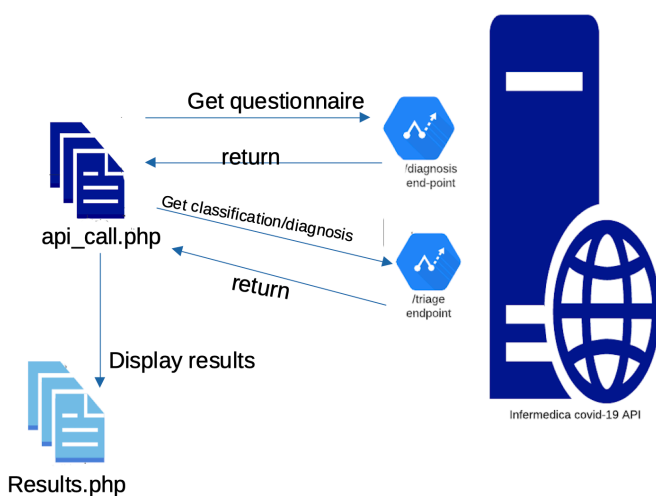 Get questionnaire
return
/diagnosis
end-point
Get classification/diagnosis
api_call.php
return
/triage
endpoint
Display results
Infermedica covid-19 API
Results.php